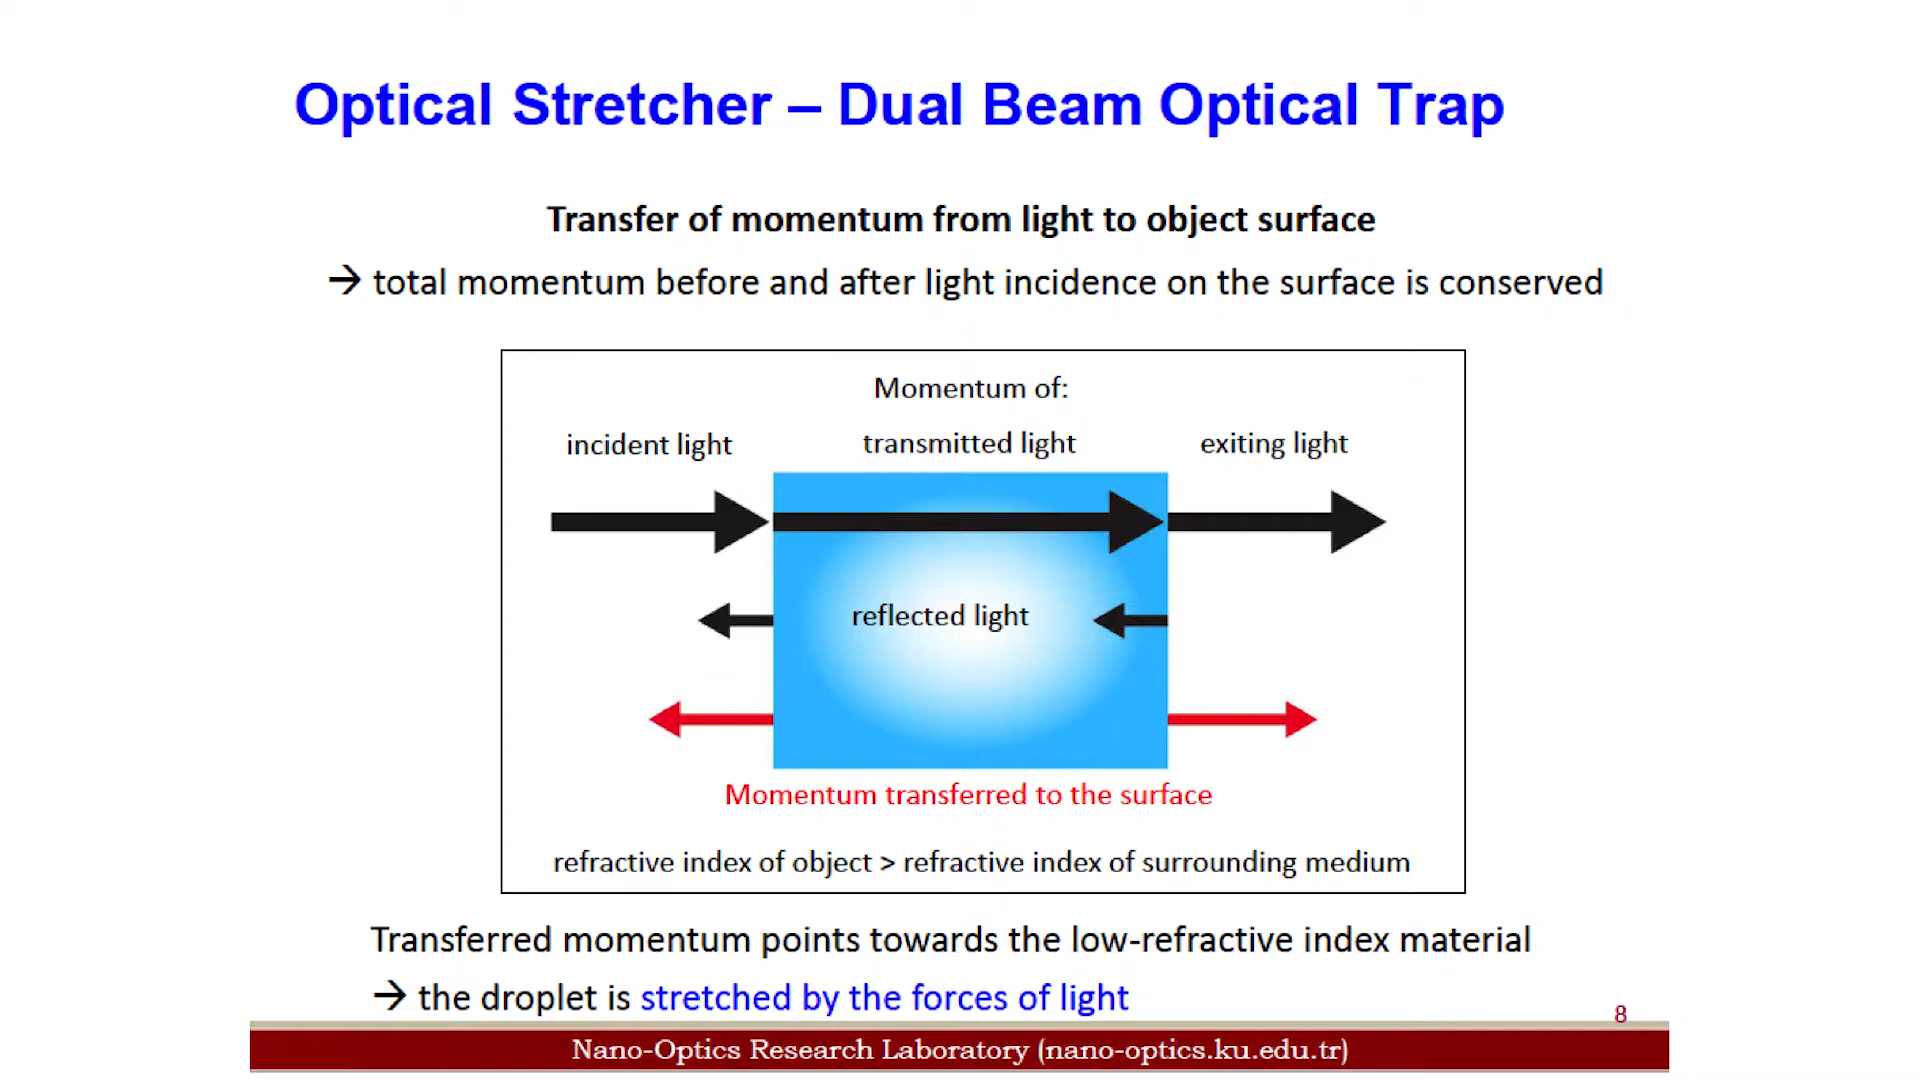 Optical Stretcher – Dual Beam Optical Trap
Transfer of momentum from light to object surface
→ total momentum before and after light incidence on the surface is conserved
Momentum of:
incident light
transmitted light
exiting light
reflected light
Momentum transferred to the surface
refractive index of object > refractive index of surrounding medium
Transferred momentum points towards the low-refractive index material
→ the droplet is stretched by the forces of light
8
Nano-Optics Research Laboratory (nano-optics.ku.edu.tr)